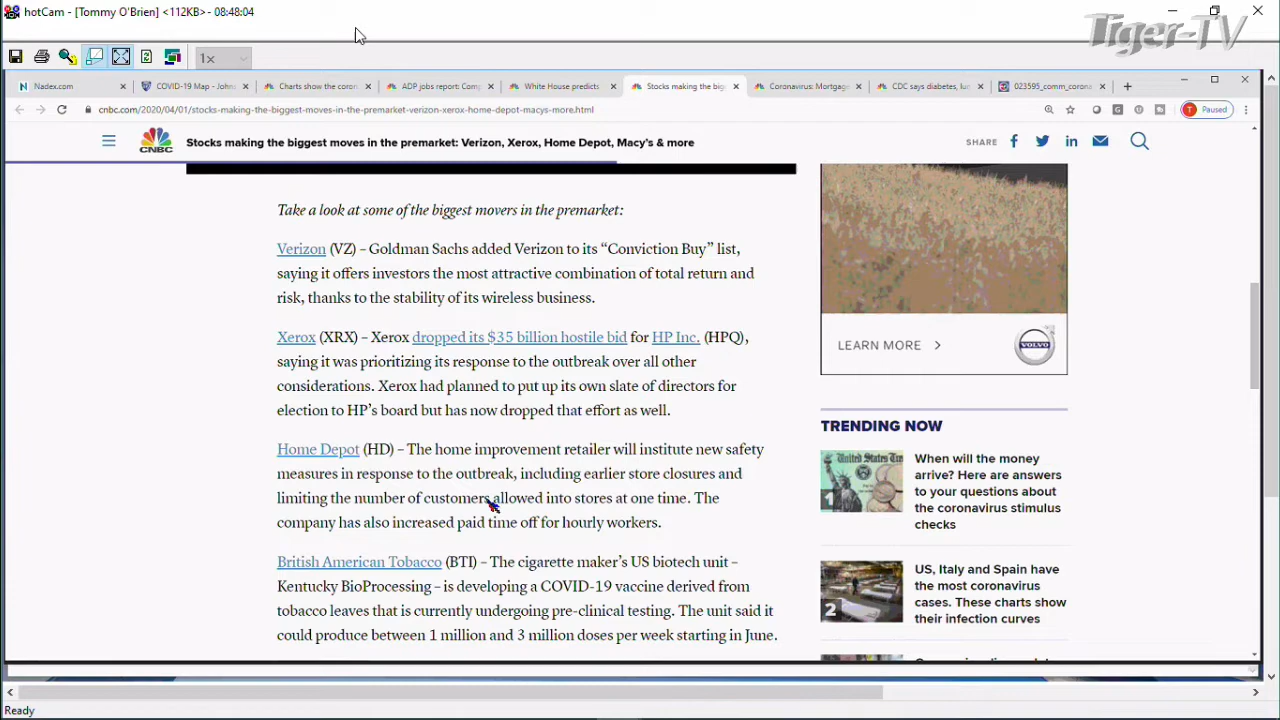 hotCam - [Tommy O'Brien] <112KB> - 08:48:04
Tiger-TV
1x
Nadex.com
COVID-19 Map - Johns
Charts show the coron
ADP jobs report: Comp
White House predicts
Stocks making the big
Coronavirus: Mortgage
CDC says diabetes, lun
023595_comm_corona
cnbc.com/2020/04/01/stocks-making-the-biggest-moves-in-the-premarket-verizon-xerox-home-depot-macys-more.html
T Paused
CNBC
Stocks making the biggest moves in the premarket: Verizon, Xerox, Home Depot, Macy's & more
SHARE
Take a look at some of the biggest movers in the premarket:
Verizon (VZ) – Goldman Sachs added Verizon to its “Conviction Buy” list,
saying it offers investors the most attractive combination of total return and
risk, thanks to the stability of its wireless business.
Xerox (XRX) – Xerox dropped its $35 billion hostile bid for HP Inc. (HPQ),
saying it was prioritizing its response to the outbreak over all other
considerations. Xerox had planned to put up its own slate of directors for
election to HP’s board but has now dropped that effort as well.
Home Depot (HD) – The home improvement retailer will institute new safety
measures in response to the outbreak, including earlier store closures and
limiting the number of customers allowed into stores at one time. The
company has also increased paid time off for hourly workers.
British American Tobacco (BTI) – The cigarette maker’s US biotech unit –
Kentucky BioProcessing – is developing a COVID-19 vaccine derived from
tobacco leaves that is currently undergoing pre-clinical testing. The unit said it
could produce between 1 million and 3 million doses per week starting in June.
LEARN MORE
VOLVO
TRENDING NOW
1
When will the money
arrive? Here are answers
to your questions about
the coronavirus stimulus
checks
2
US, Italy and Spain have
the most coronavirus
cases. These charts show
their infection curves
Ready